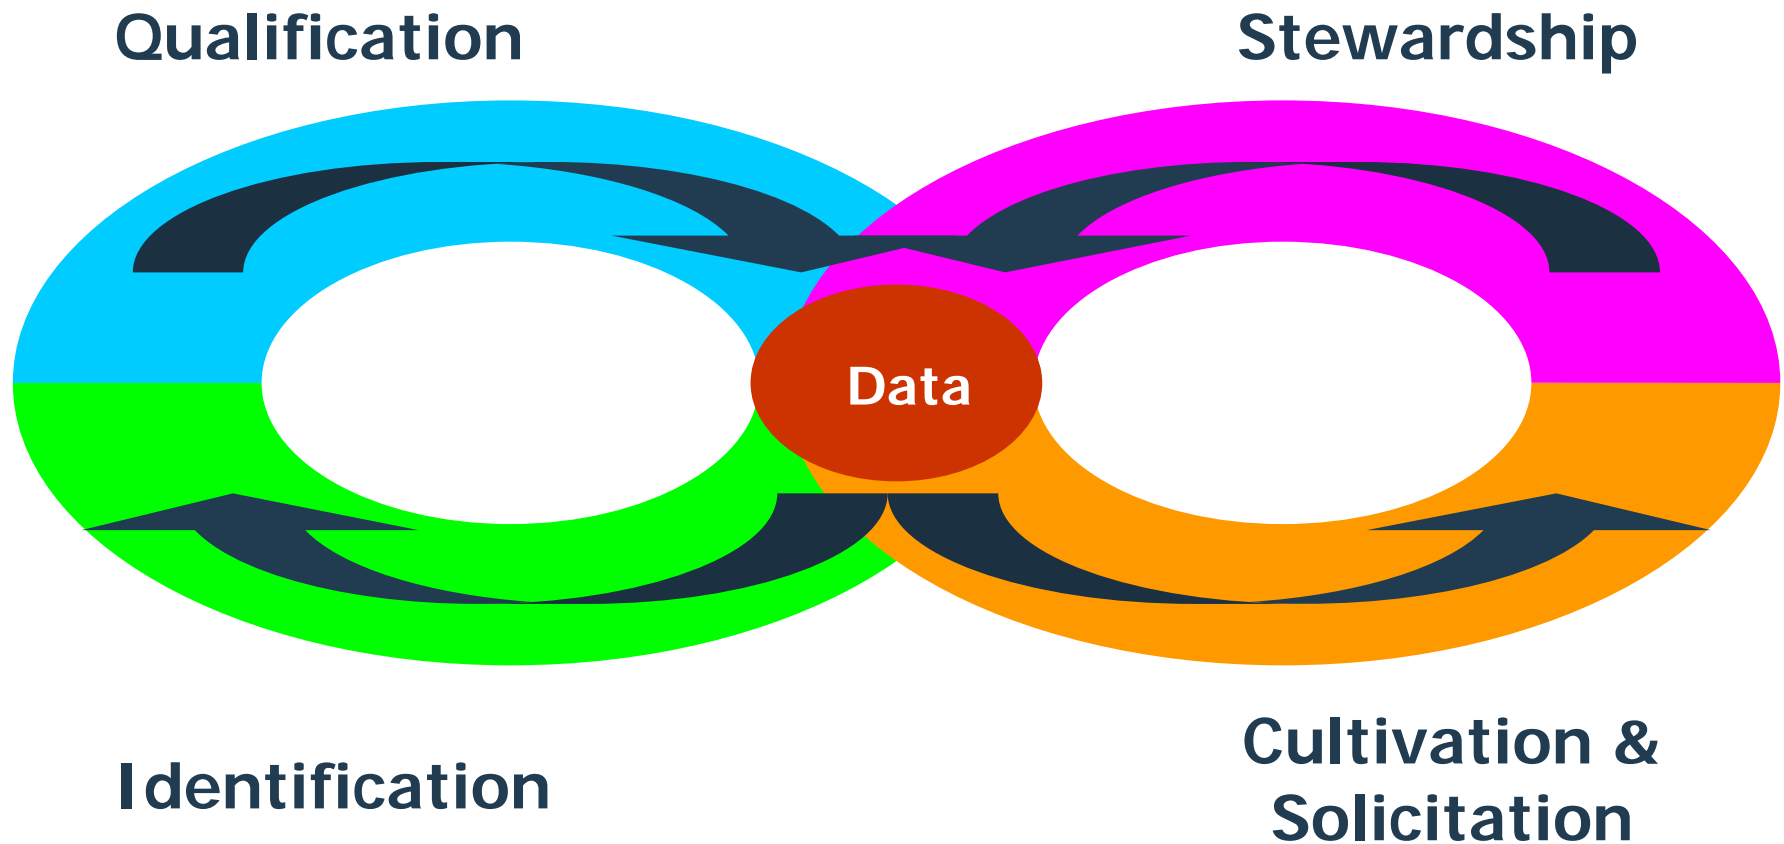 Qualification
Stewardship
Data
Identification
Cultivation &
Solicitation